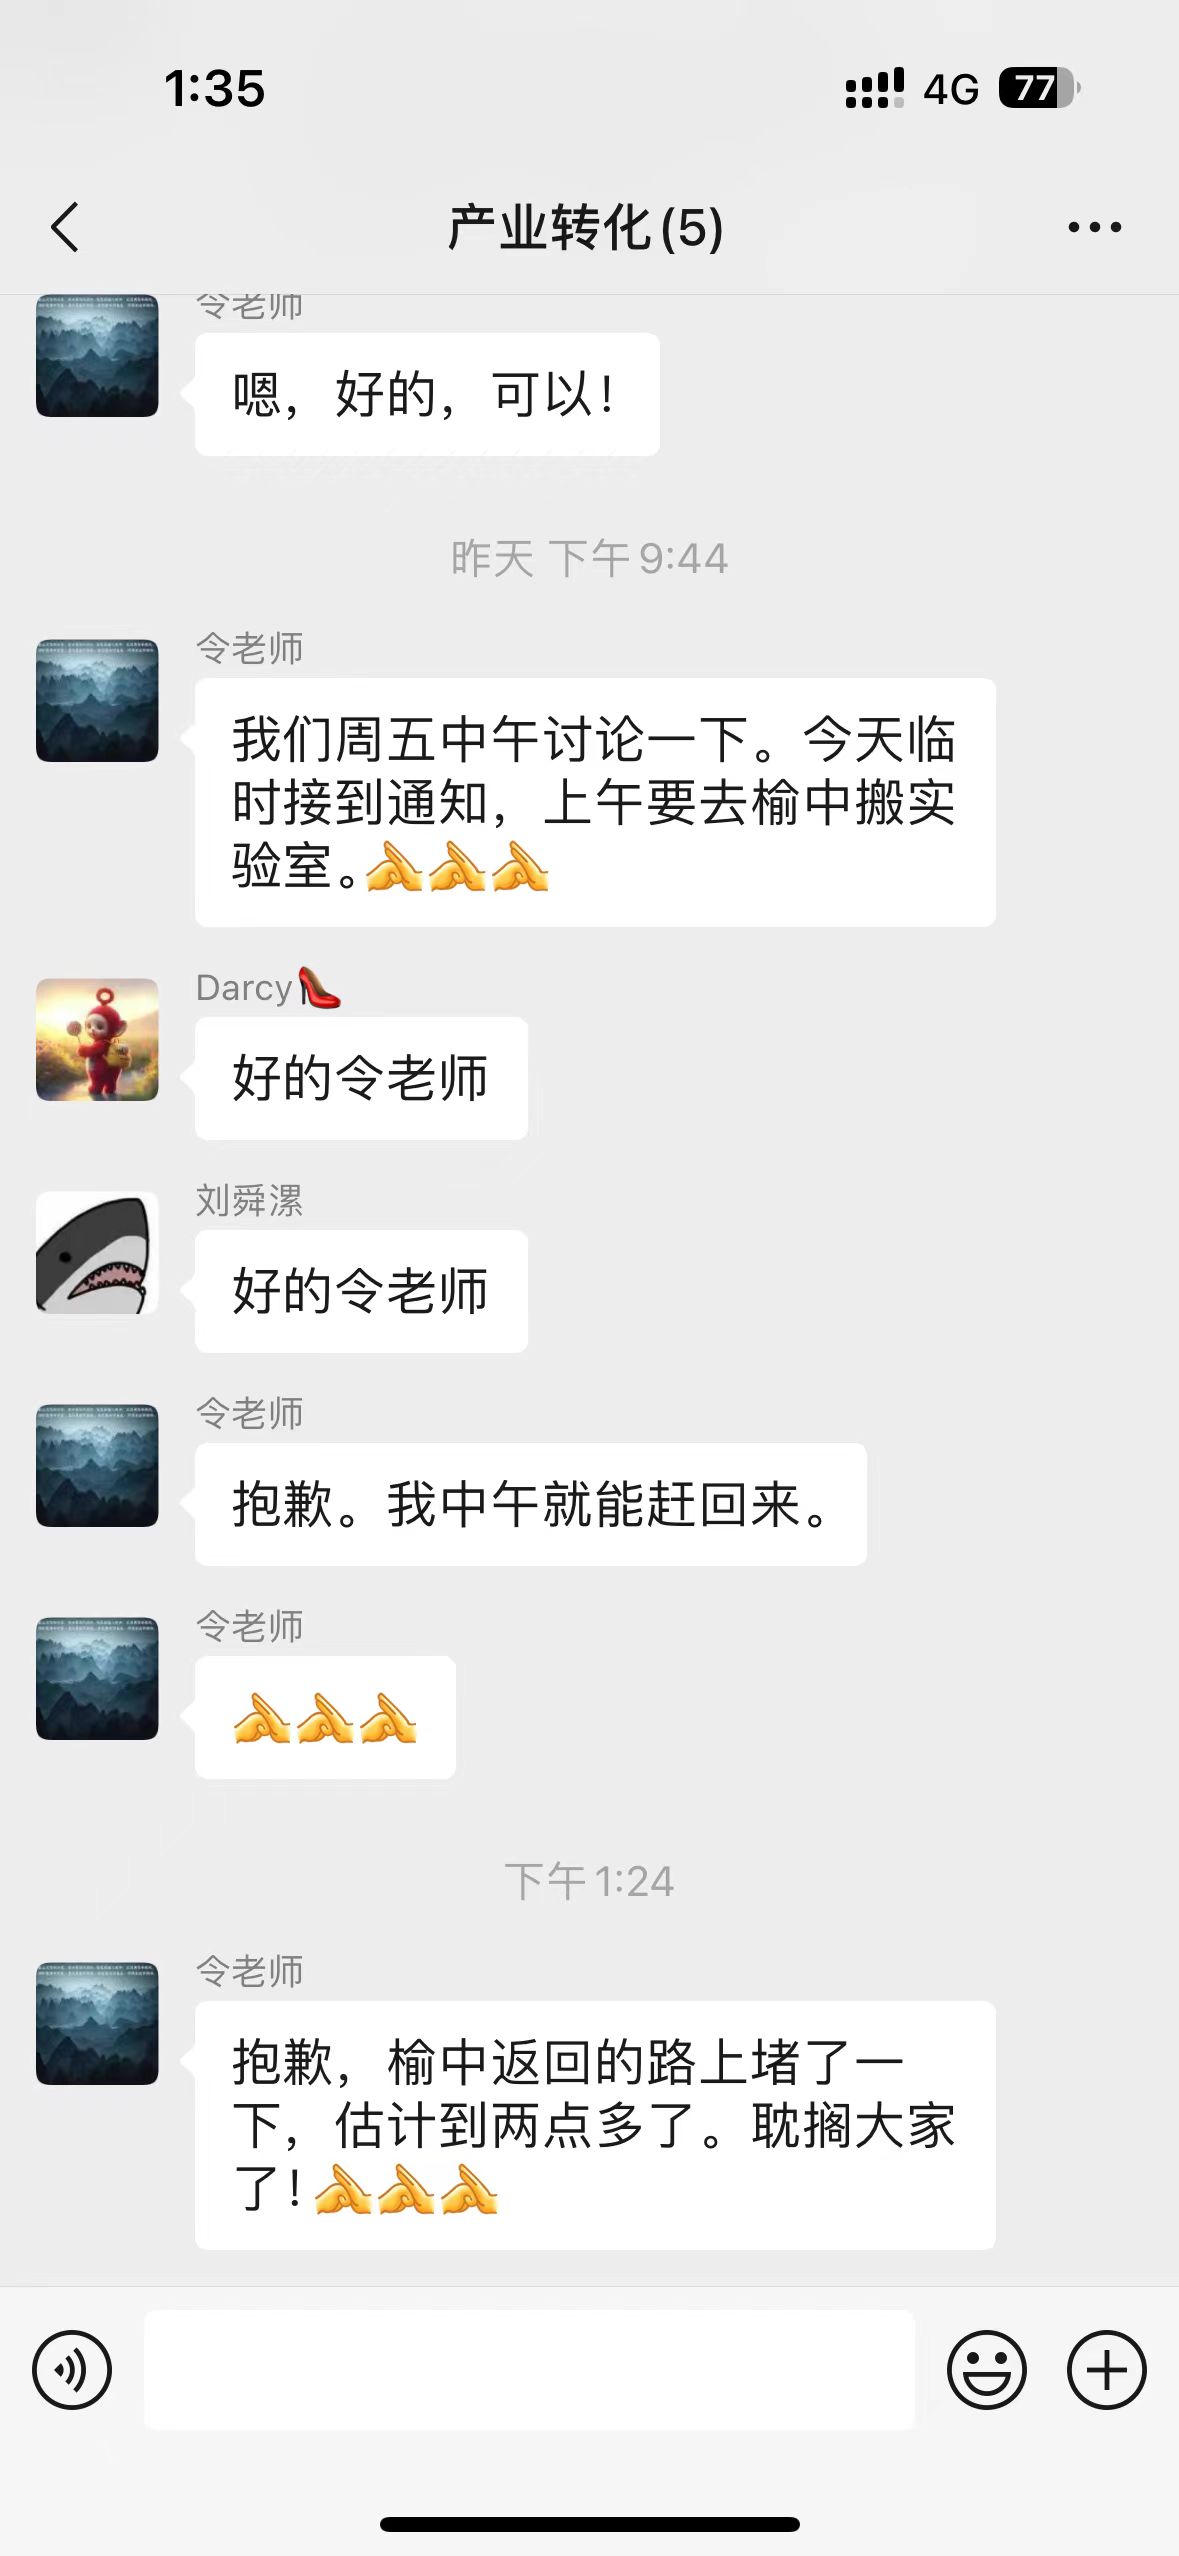 1:35
4G 77
产业转化(5)
令老师
嗯，好的，可以！
昨天 下午 9:44
令老师
我们周五中午讨论一下。今天临
时接到通知，上午要去榆中搬实
验室。
Darcy👠
好的令老师
刘舜漯
好的令老师
令老师
抱歉。我中午就能赶回来。
令老师
下午 1:24
令老师
抱歉，榆中返回的路上堵了一
下，估计到两点多了。耽搁大家
了！